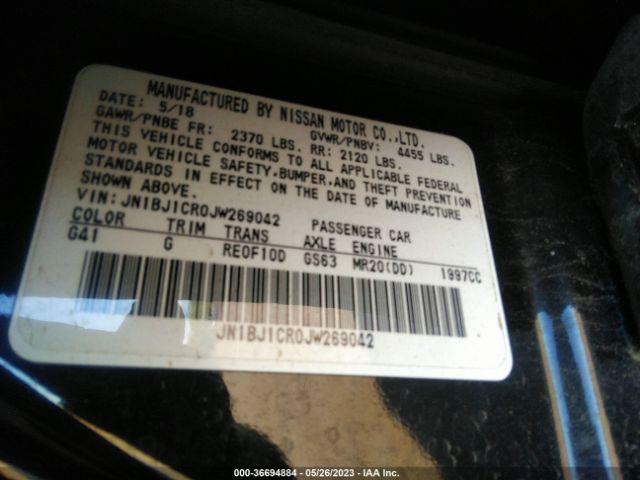 MANUFACTURED BY NISSAN MOTOR CO.,LTD.
DATE: 5/18 GVWR/PNBV: 4455 LBS.
GAWR/PNBE FR: 2370 LBS. RR: 2120 LBS.
THIS VEHICLE CONFORMS TO ALL APPLICABLE FEDERAL
MOTOR VEHICLE SAFETY,BUMPER,AND THEFT PREVENTION
STANDARDS IN EFFECT ON THE DATE OF MANUFACTURE
SHOWN ABOVE.
VIN: JN1BJ1CR0JW269042 PASSENGER CAR
COLOR TRIM TRANS AXLE ENGINE
G41 G RE0F10D GS63 MR20(DD) 1997CC
JN1BJ1CR0JW269042
000-36694884 — 05/26/2023 — IAA Inc.